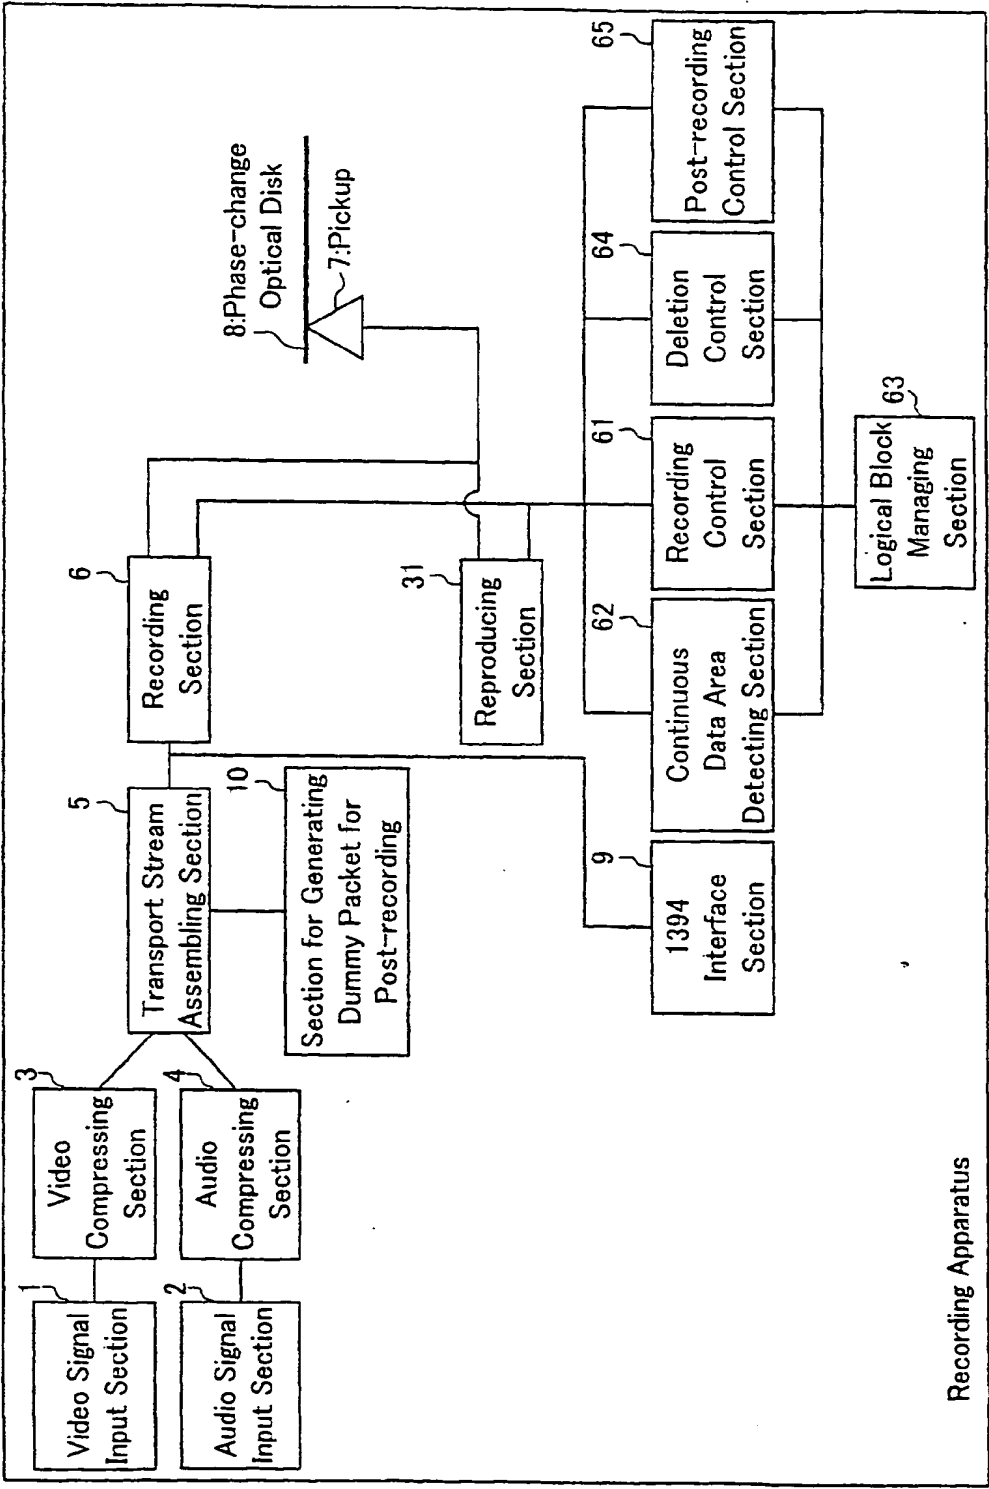 1
Video Signal
Input Section
3
Video
Compressing
Section
2
Audio Signal
Input Section
4
Audio
Compressing
Section
5
Transport Stream
Assembling Section
10
Section for Generating
Dummy Packet for
Post-recording
6
Recording
Section
8:Phase-change
Optical Disk
7:Pickup
31
Reproducing
Section
9
1394
Interface
Section
62
Continuous
Data Area
Detecting Section
61
Recording
Control
Section
64
Deletion
Control
Section
65
Post-recording
Control Section
63
Logical Block
Managing
Section
Recording Apparatus